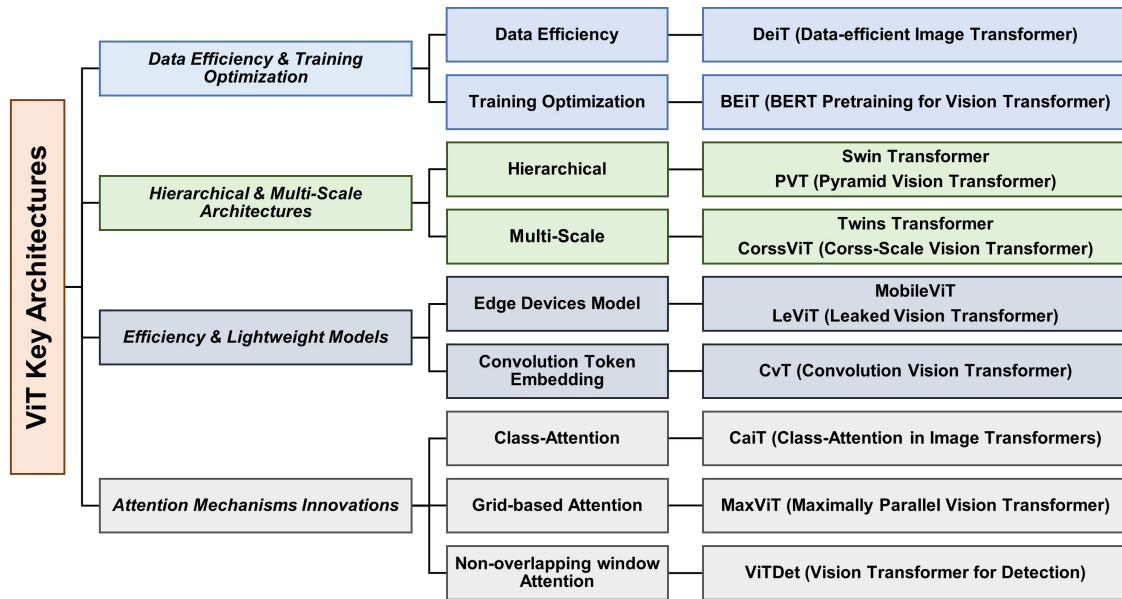 ViT Key Architectures
Data Efficiency & Training
Optimization
Data Efficiency
DeiT (Data-efficient Image Transformer)
Training Optimization
BEiT (BERT Pretraining for Vision Transformer)
Hierarchical & Multi-Scale
Architectures
Hierarchical
Swin Transformer
PVT (Pyramid Vision Transformer)
Multi-Scale
Twins Transformer
CorssViT (Corss-Scale Vision Transformer)
Efficiency & Lightweight Models
Edge Devices Model
MobileViT
LeViT (Leaked Vision Transformer)
Convolution Token
Embedding
CvT (Convolution Vision Transformer)
Attention Mechanisms Innovations
Class-Attention
CaiT (Class-Attention in Image Transformers)
Grid-based Attention
MaxViT (Maximally Parallel Vision Transformer)
Non-overlapping window
Attention
ViTDet (Vision Transformer for Detection)